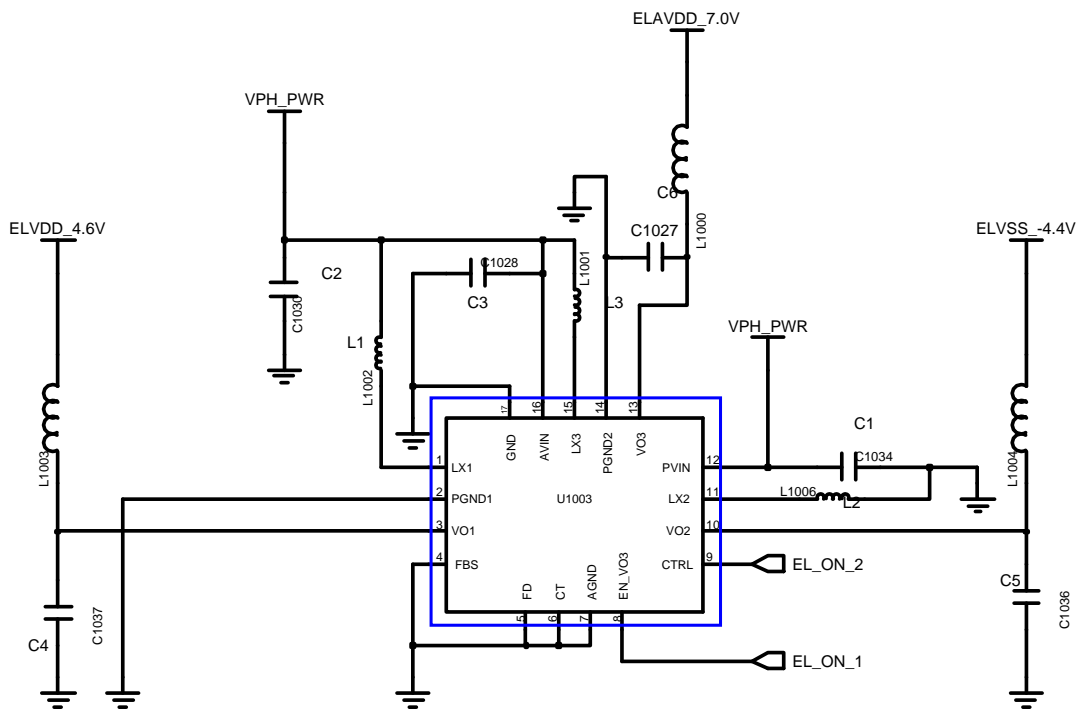 ELAVDD_7.0V
VPH_PWR
C6
L1000
ELVDD_4.6V
ELVSS_-4.4V
C1027
C2
C1030
C1028
C3
L1001
L3
VPH_PWR
L1
L1002
L1003
L1004
17
16
15
14
13
GND
AVIN
LX3
PGND2
VO3
C1
C1034
1
LX1
PVIN
12
2
PGND1
U1003
LX2
11
L1006
L2
3
VO1
VO2
10
4
FBS
CTRL
9
EL_ON_2
FD
CT
AGND
EN_VO3
5
6
7
8
C5
C1036
C1037
C4
EL_ON_1